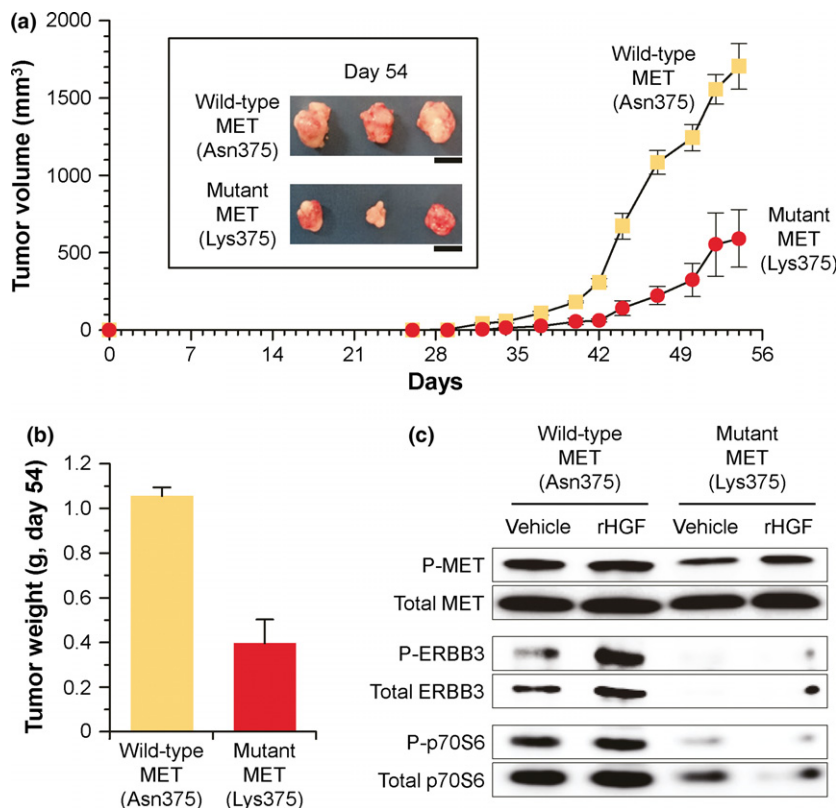 (a)
2000
1500
1000
500
0
Tumor volume (mm³)
Day 54
Wild-type
MET
(Asn375)
Mutant
MET
(Lys375)
Wild-type
MET
(Asn375)
Mutant
MET
(Lys375)
0 7 14 21 28 35 42 49 56
Days
(b)
1.2
1.0
0.8
0.6
0.4
0.2
0
Tumor weight (g, day 54)
Wild-type
MET
(Asn375)
Mutant
MET
(Lys375)
(c)
Wild-type
MET
(Asn375)
Mutant
MET
(Lys375)
Vehicle rHGF Vehicle rHGF
P-MET
Total MET
P-ERBB3
Total ERBB3
P-p70S6
Total p70S6